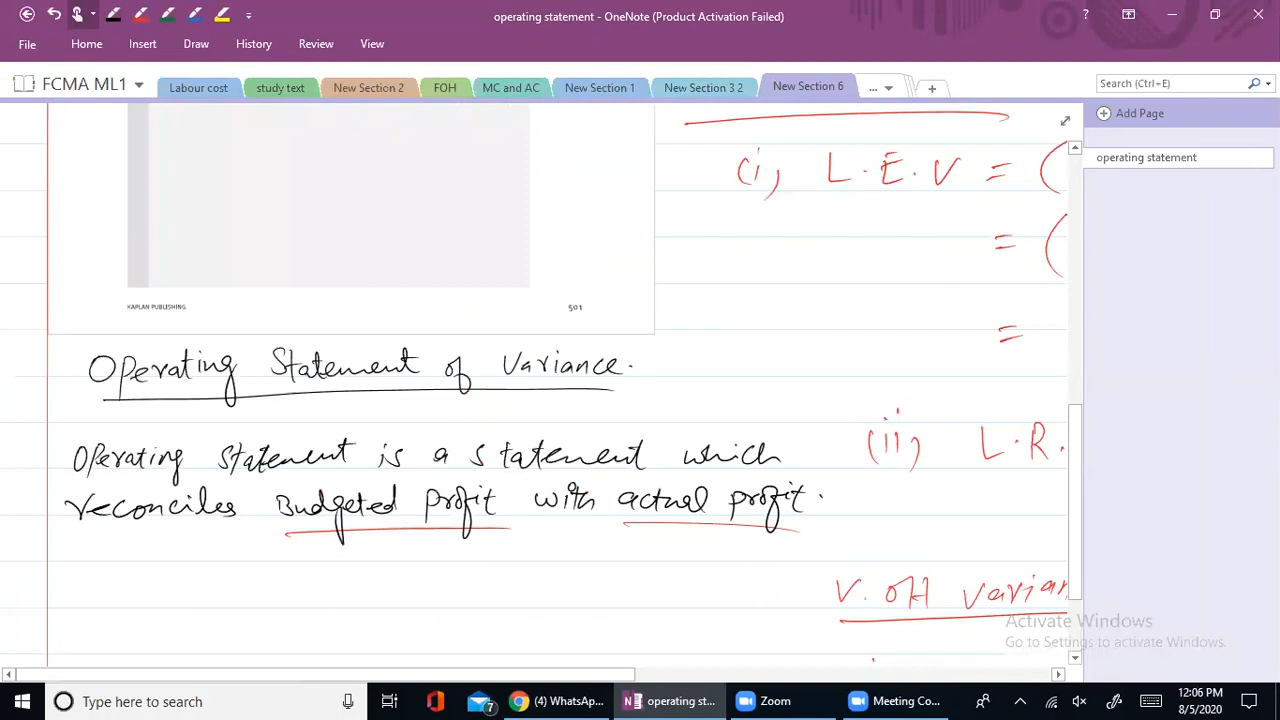 operating statement - OneNote (Product Activation Failed)
File Home Insert Draw History Review View
FCMA ML1 Labour cost study text New Section 2 FOH MC and AC New Section 1 New Section 3 2 New Section 6 ... Search (Ctrl+E)
Add Page
operating statement
(i) L.E.V = (
= (
=
KAPLAN PUBLISHING 501
Operating Statement of Variance.
(ii) L.R.
Operating Statement is a statement which
reconciles Budgeted profit with actual profit.
V. OH
Activate Windows
Go to Settings to activate Windows.
Type here to search
7
(4) WhatsAp...
operating st...
Zoom
Meeting Co...
12:06 PM
8/5/2020